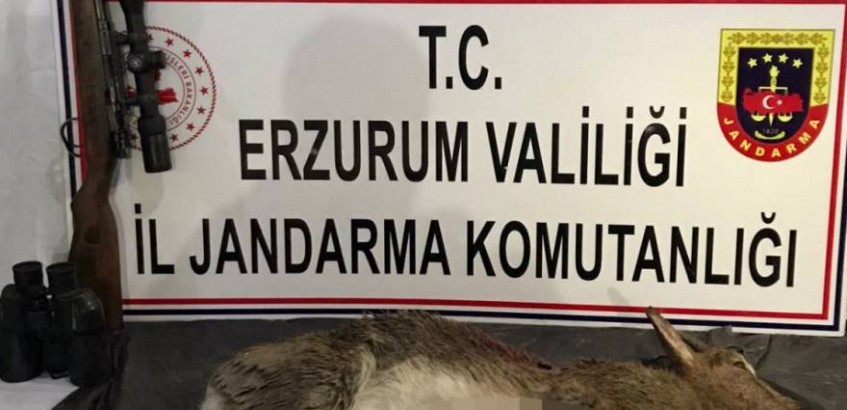 T.C.
ERZURUM VALİLİĞİ
İL JANDARMA KOMUTANLIĞI
JANDARMA